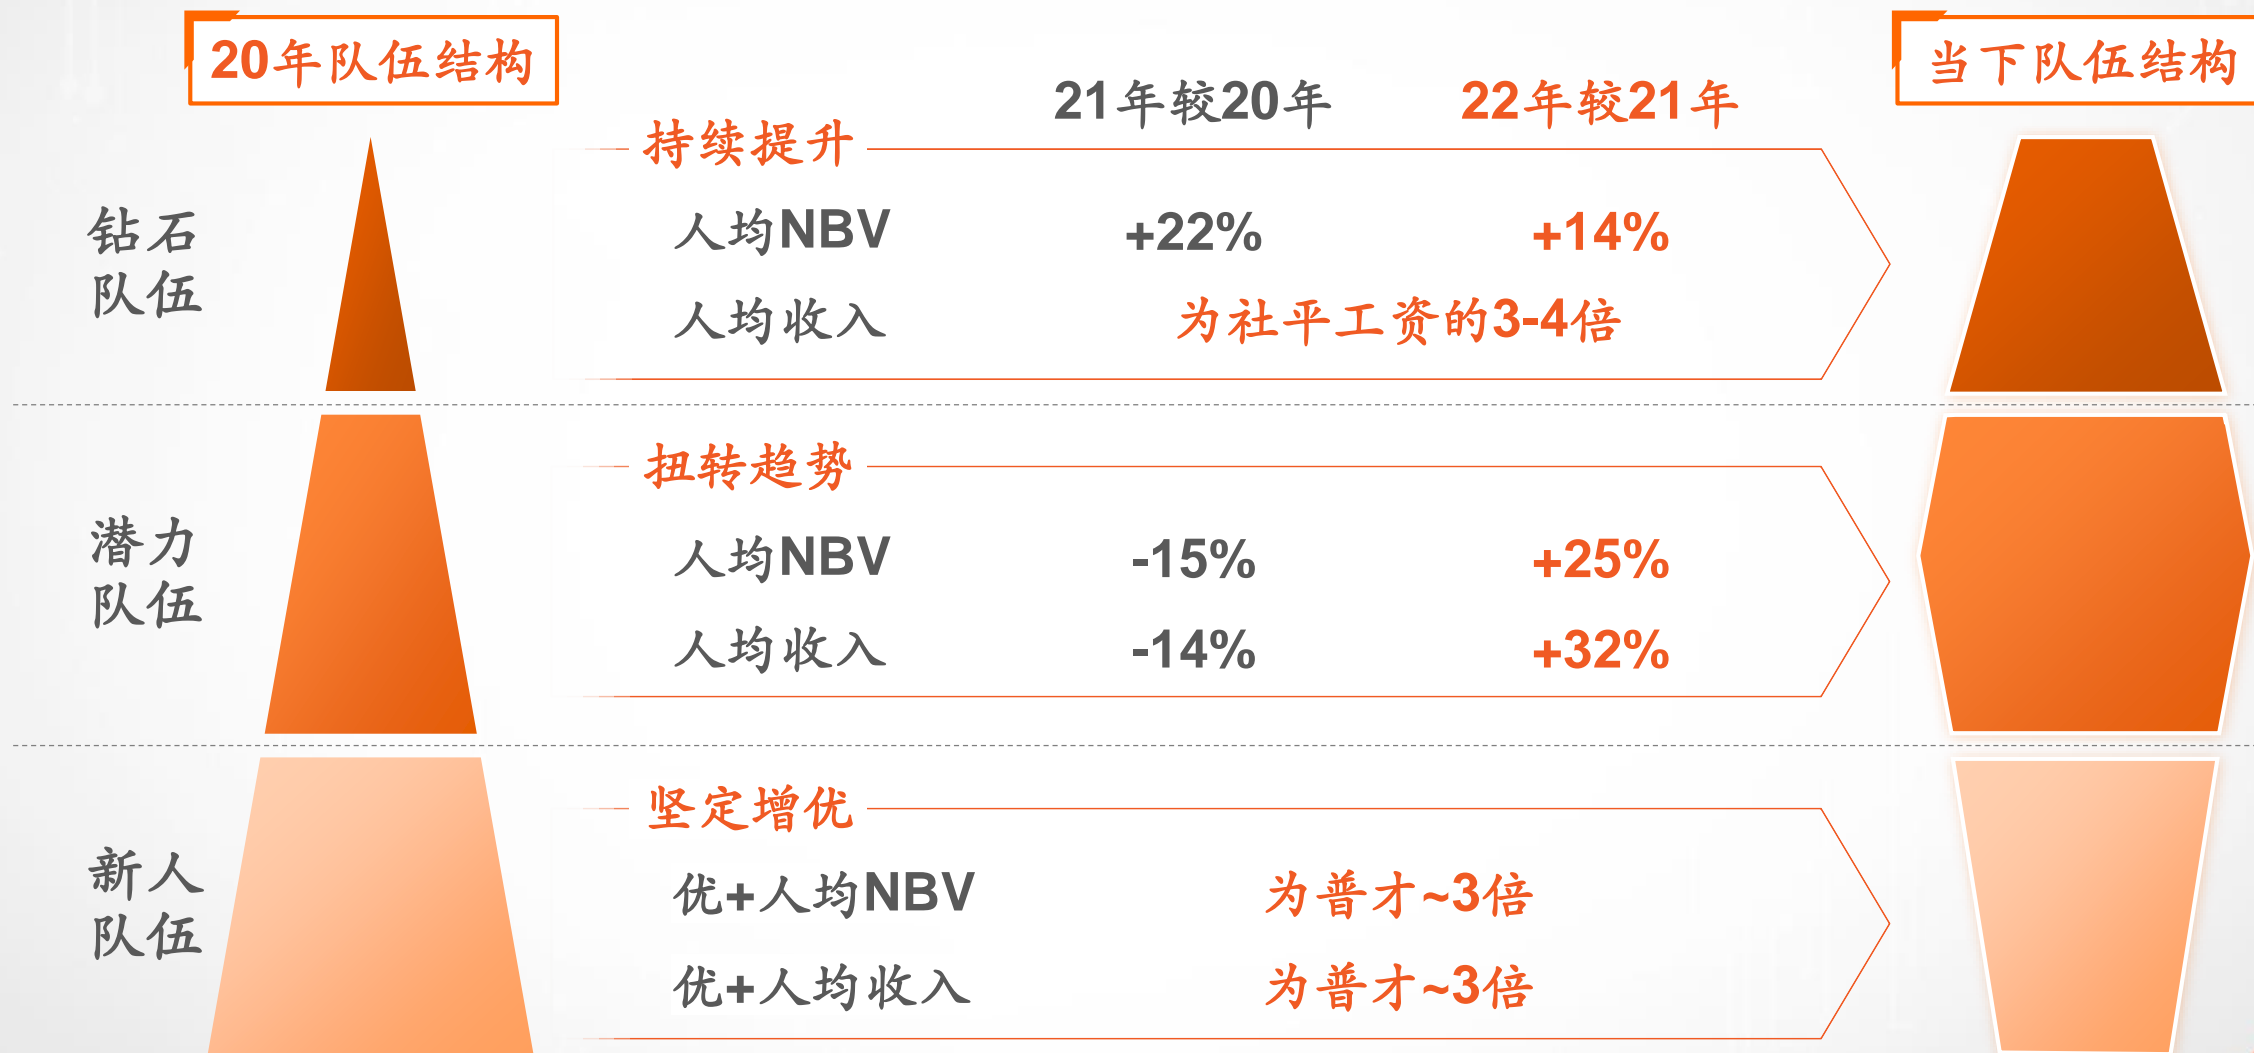 20年队伍结构
当下队伍结构
21年较20年
22年较21年
持续提升
钻石
队伍
人均NBV
+22%
+14%
人均收入
为社平工资的3-4倍
扭转趋势
潜力
队伍
人均NBV
-15%
+25%
人均收入
-14%
+32%
坚定增优
新人
队伍
优+人均NBV
为普才~3倍
优+人均收入
为普才~3倍